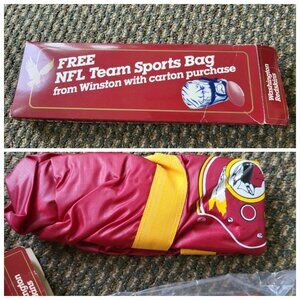 FREE
NFL Team Sports Bag
from Winston with carton purchase
Washington
Redskins